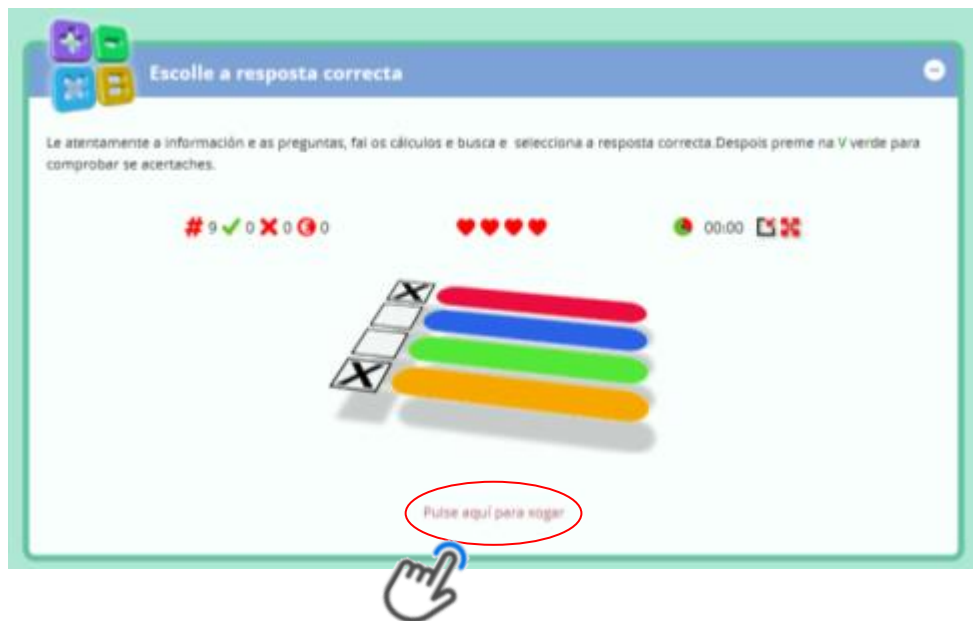 Escolle a resposta correcta
Le atentamente a información e as preguntas, fai os cálculos e busca e selecciona a resposta correcta.Despois preme na V verde para
comprobar se acertaches.
# 9 ✓ 0 ✗ 0 0 00:00
Pulse aquí para xogar